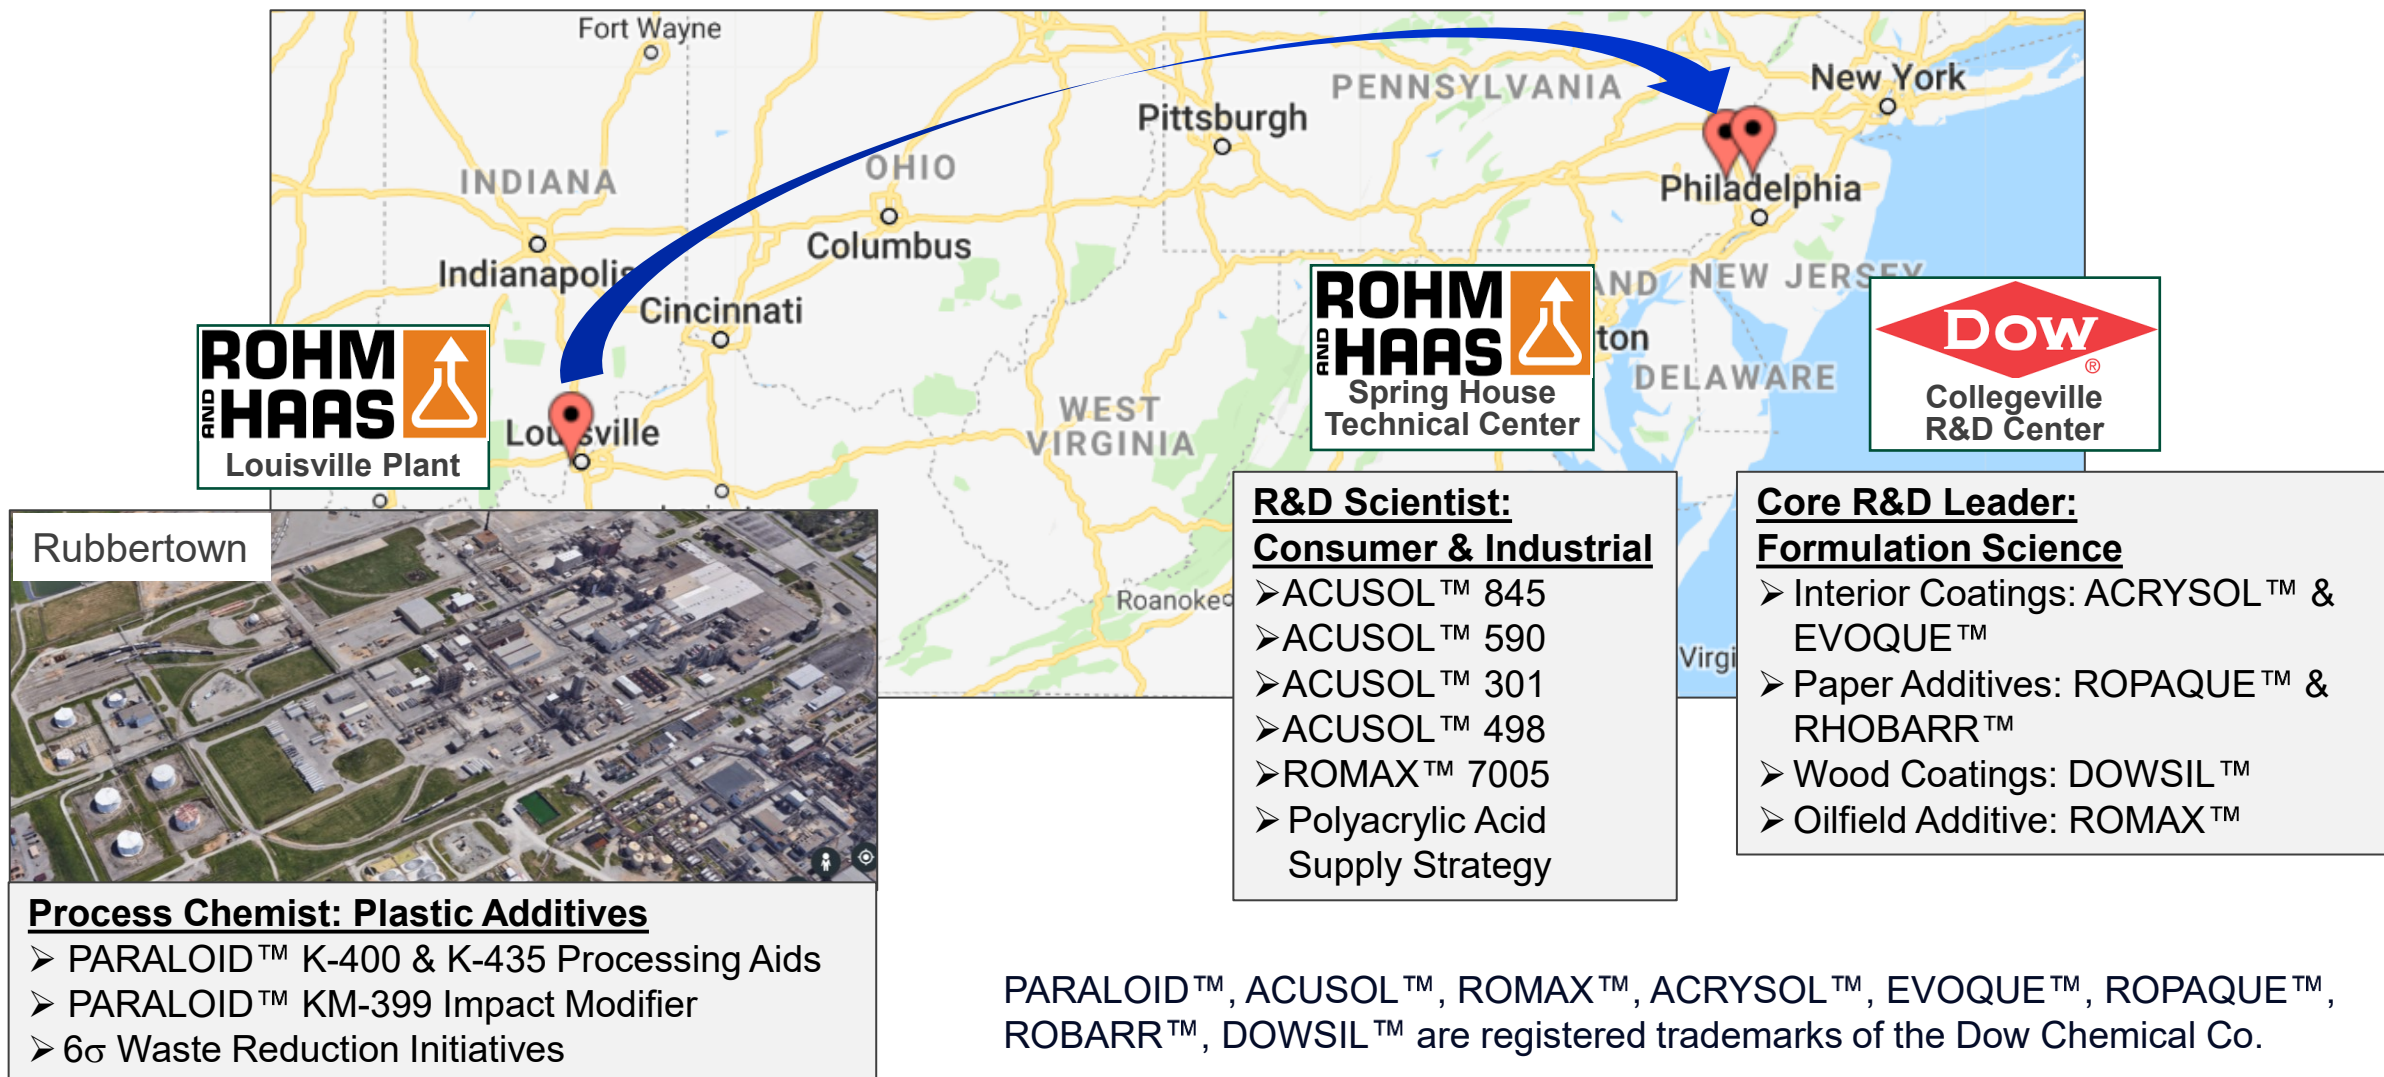 Fort Wayne
PENNSYLVANIA
New York
Pittsburgh
OHIO
INDIANA
Philadelphia
Columbus
Indianapolis
Cincinnati
NEW JERSEY
AND
ton
DELAWARE
WEST
VIRGINIA
Louisville
Roanoke
Virgi
ROHM
AND HAAS
Louisville Plant
ROHM
AND HAAS
Spring House
Technical Center
Dow
®
Collegeville
R&D Center
Rubbertown
Process Chemist: Plastic Additives
➢ PARALOID™ K-400 & K-435 Processing Aids
➢ PARALOID™ KM-399 Impact Modifier
➢ 6σ Waste Reduction Initiatives
R&D Scientist:
Consumer & Industrial
➢ ACUSOL™ 845
➢ ACUSOL™ 590
➢ ACUSOL™ 301
➢ ACUSOL™ 498
➢ ROMAX™ 7005
➢ Polyacrylic Acid
Supply Strategy
Core R&D Leader:
Formulation Science
➢ Interior Coatings: ACRYSOL™ &
EVOQUE™
➢ Paper Additives: ROPAQUE™ &
RHOBARR™
➢ Wood Coatings: DOWSIL™
➢ Oilfield Additive: ROMAX™
PARALOID™, ACUSOL™, ROMAX™, ACRYSOL™, EVOQUE™, ROPAQUE™,
ROBARR™, DOWSIL™ are registered trademarks of the Dow Chemical Co.